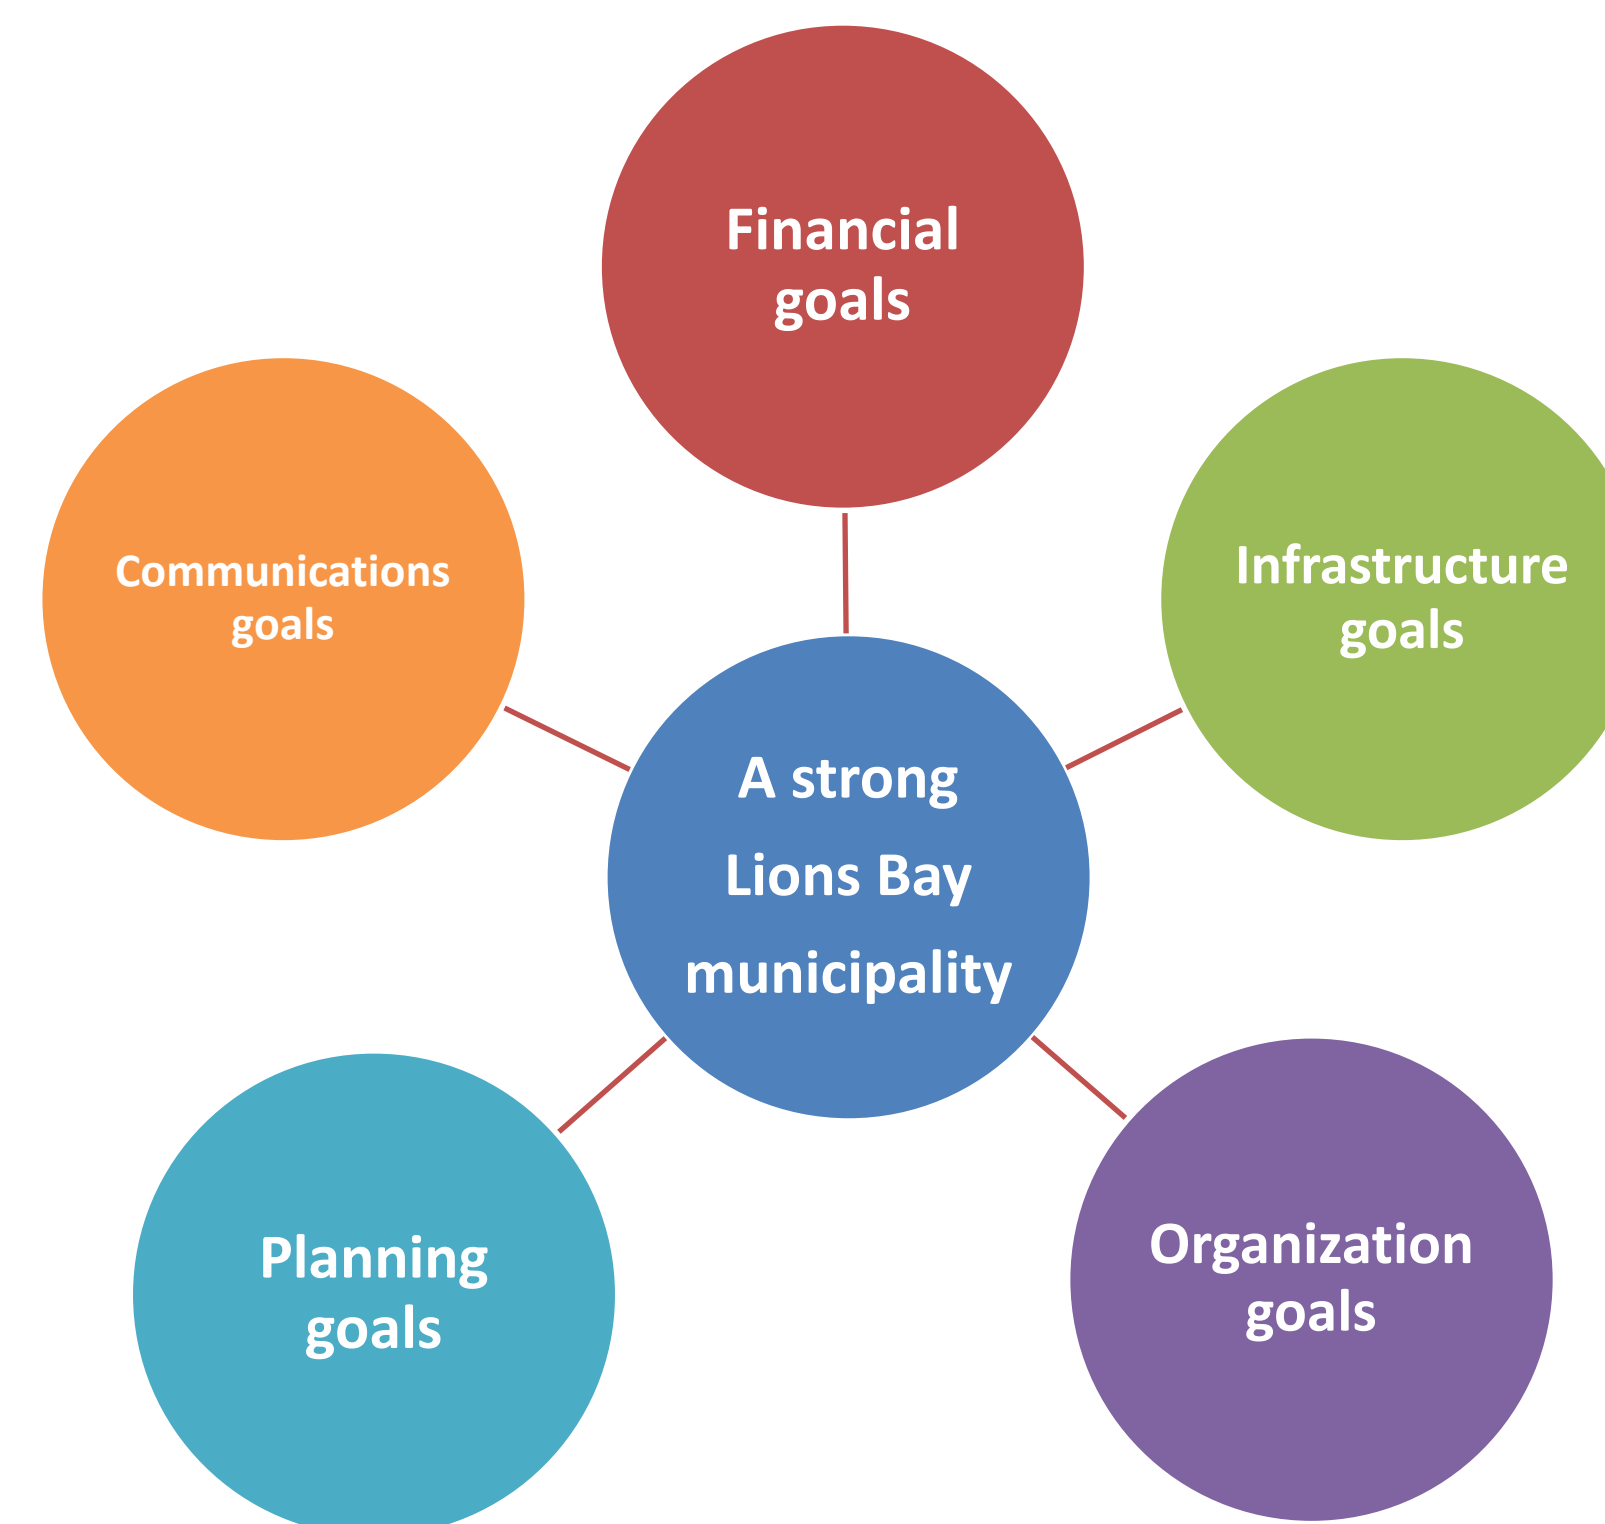 Financial
goals
Communications
goals
Infrastructure
goals
A strong
Lions Bay
municipality
Planning
goals
Organization
goals